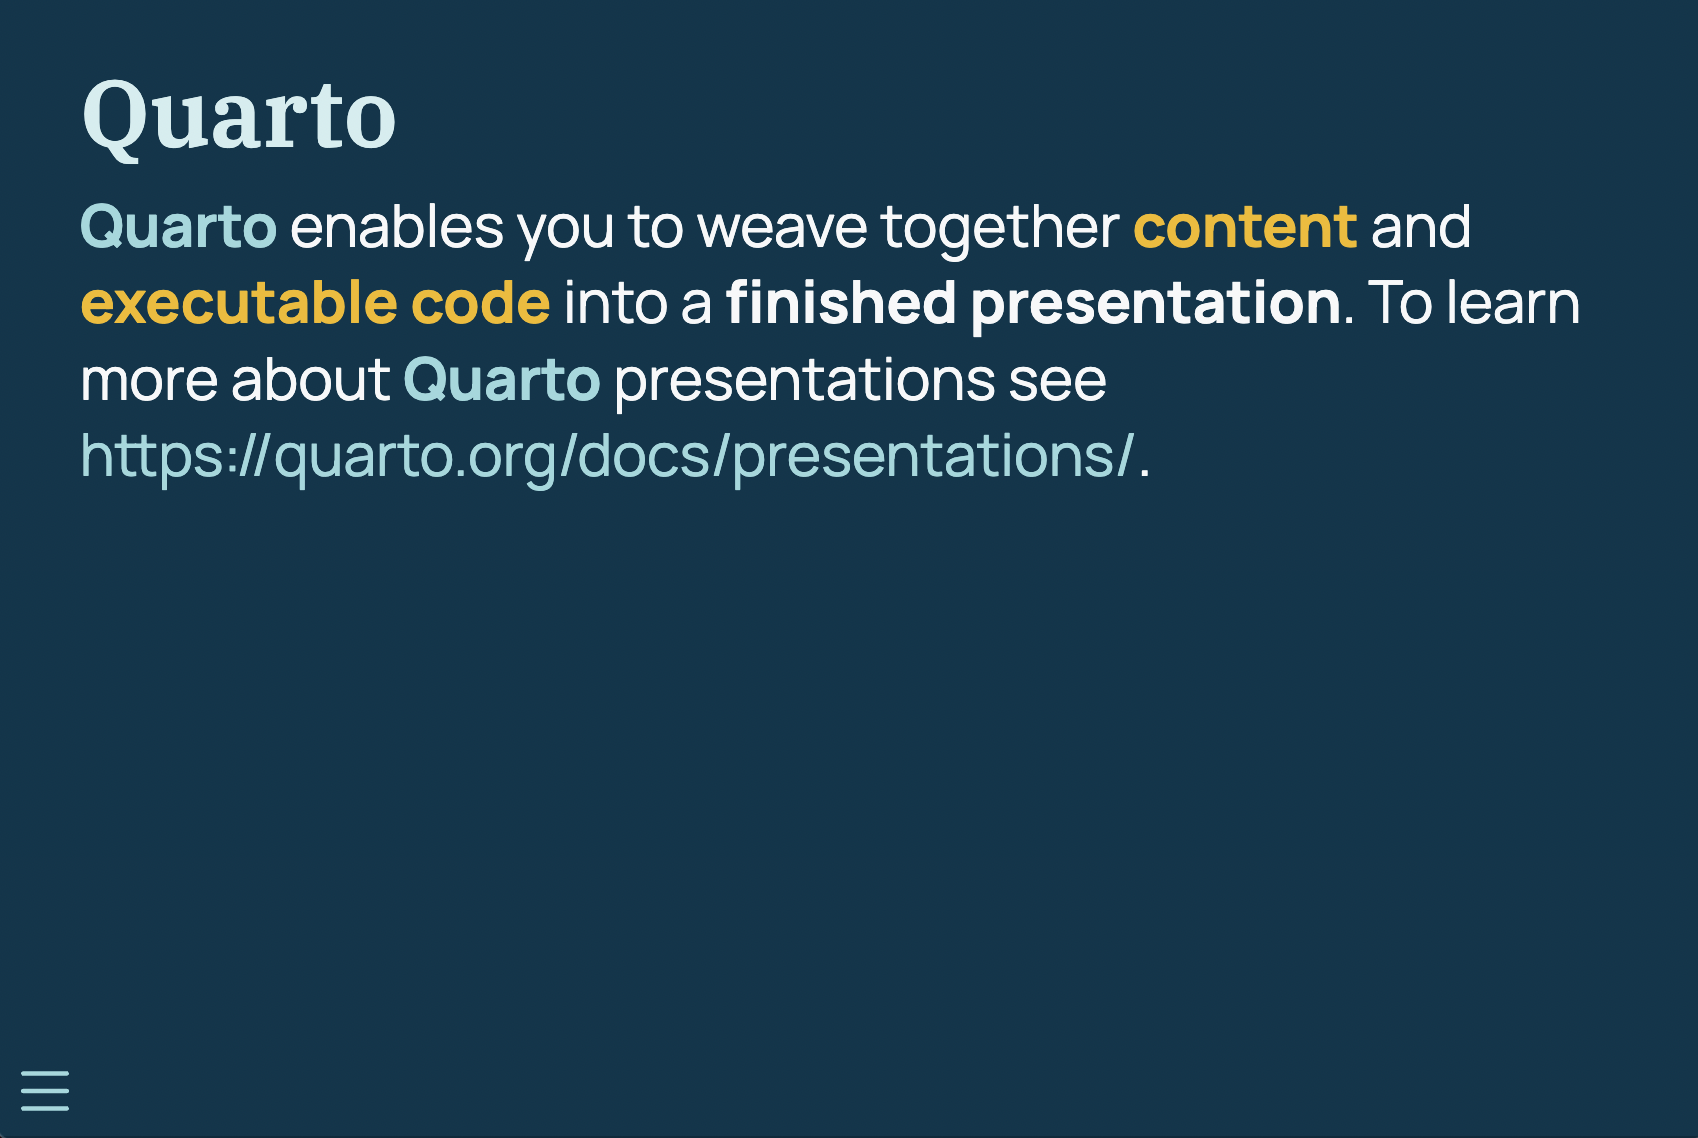 Quarto
Quarto enables you to weave together content and
executable code into a finished presentation. To learn
more about Quarto presentations see
https://quarto.org/docs/presentations/.